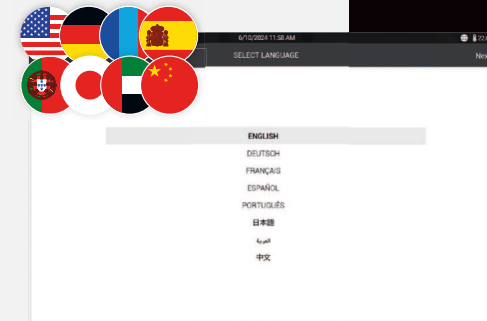 6/10/2024 11:58 AM
SELECT LANGUAGE
ENGLISH
DEUTSCH
FRANÇAIS
ESPAÑOL
PORTUGUÊS
日本語
العربية
中文